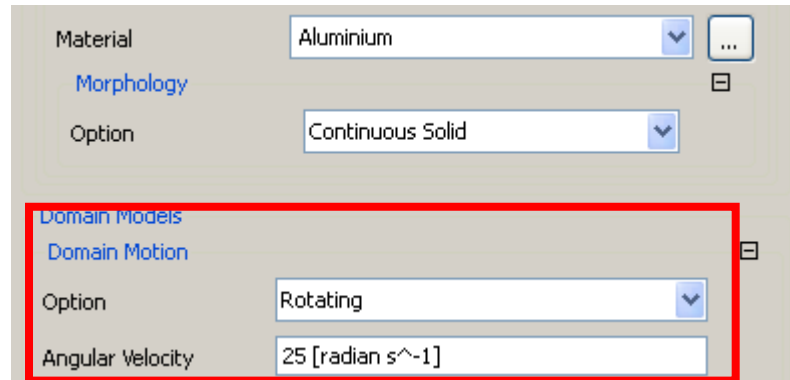 Material Aluminium ...
Morphology
Option Continuous Solid
Domain Models
Domain Motion
Option Rotating
Angular Velocity 25 [radian s^-1]